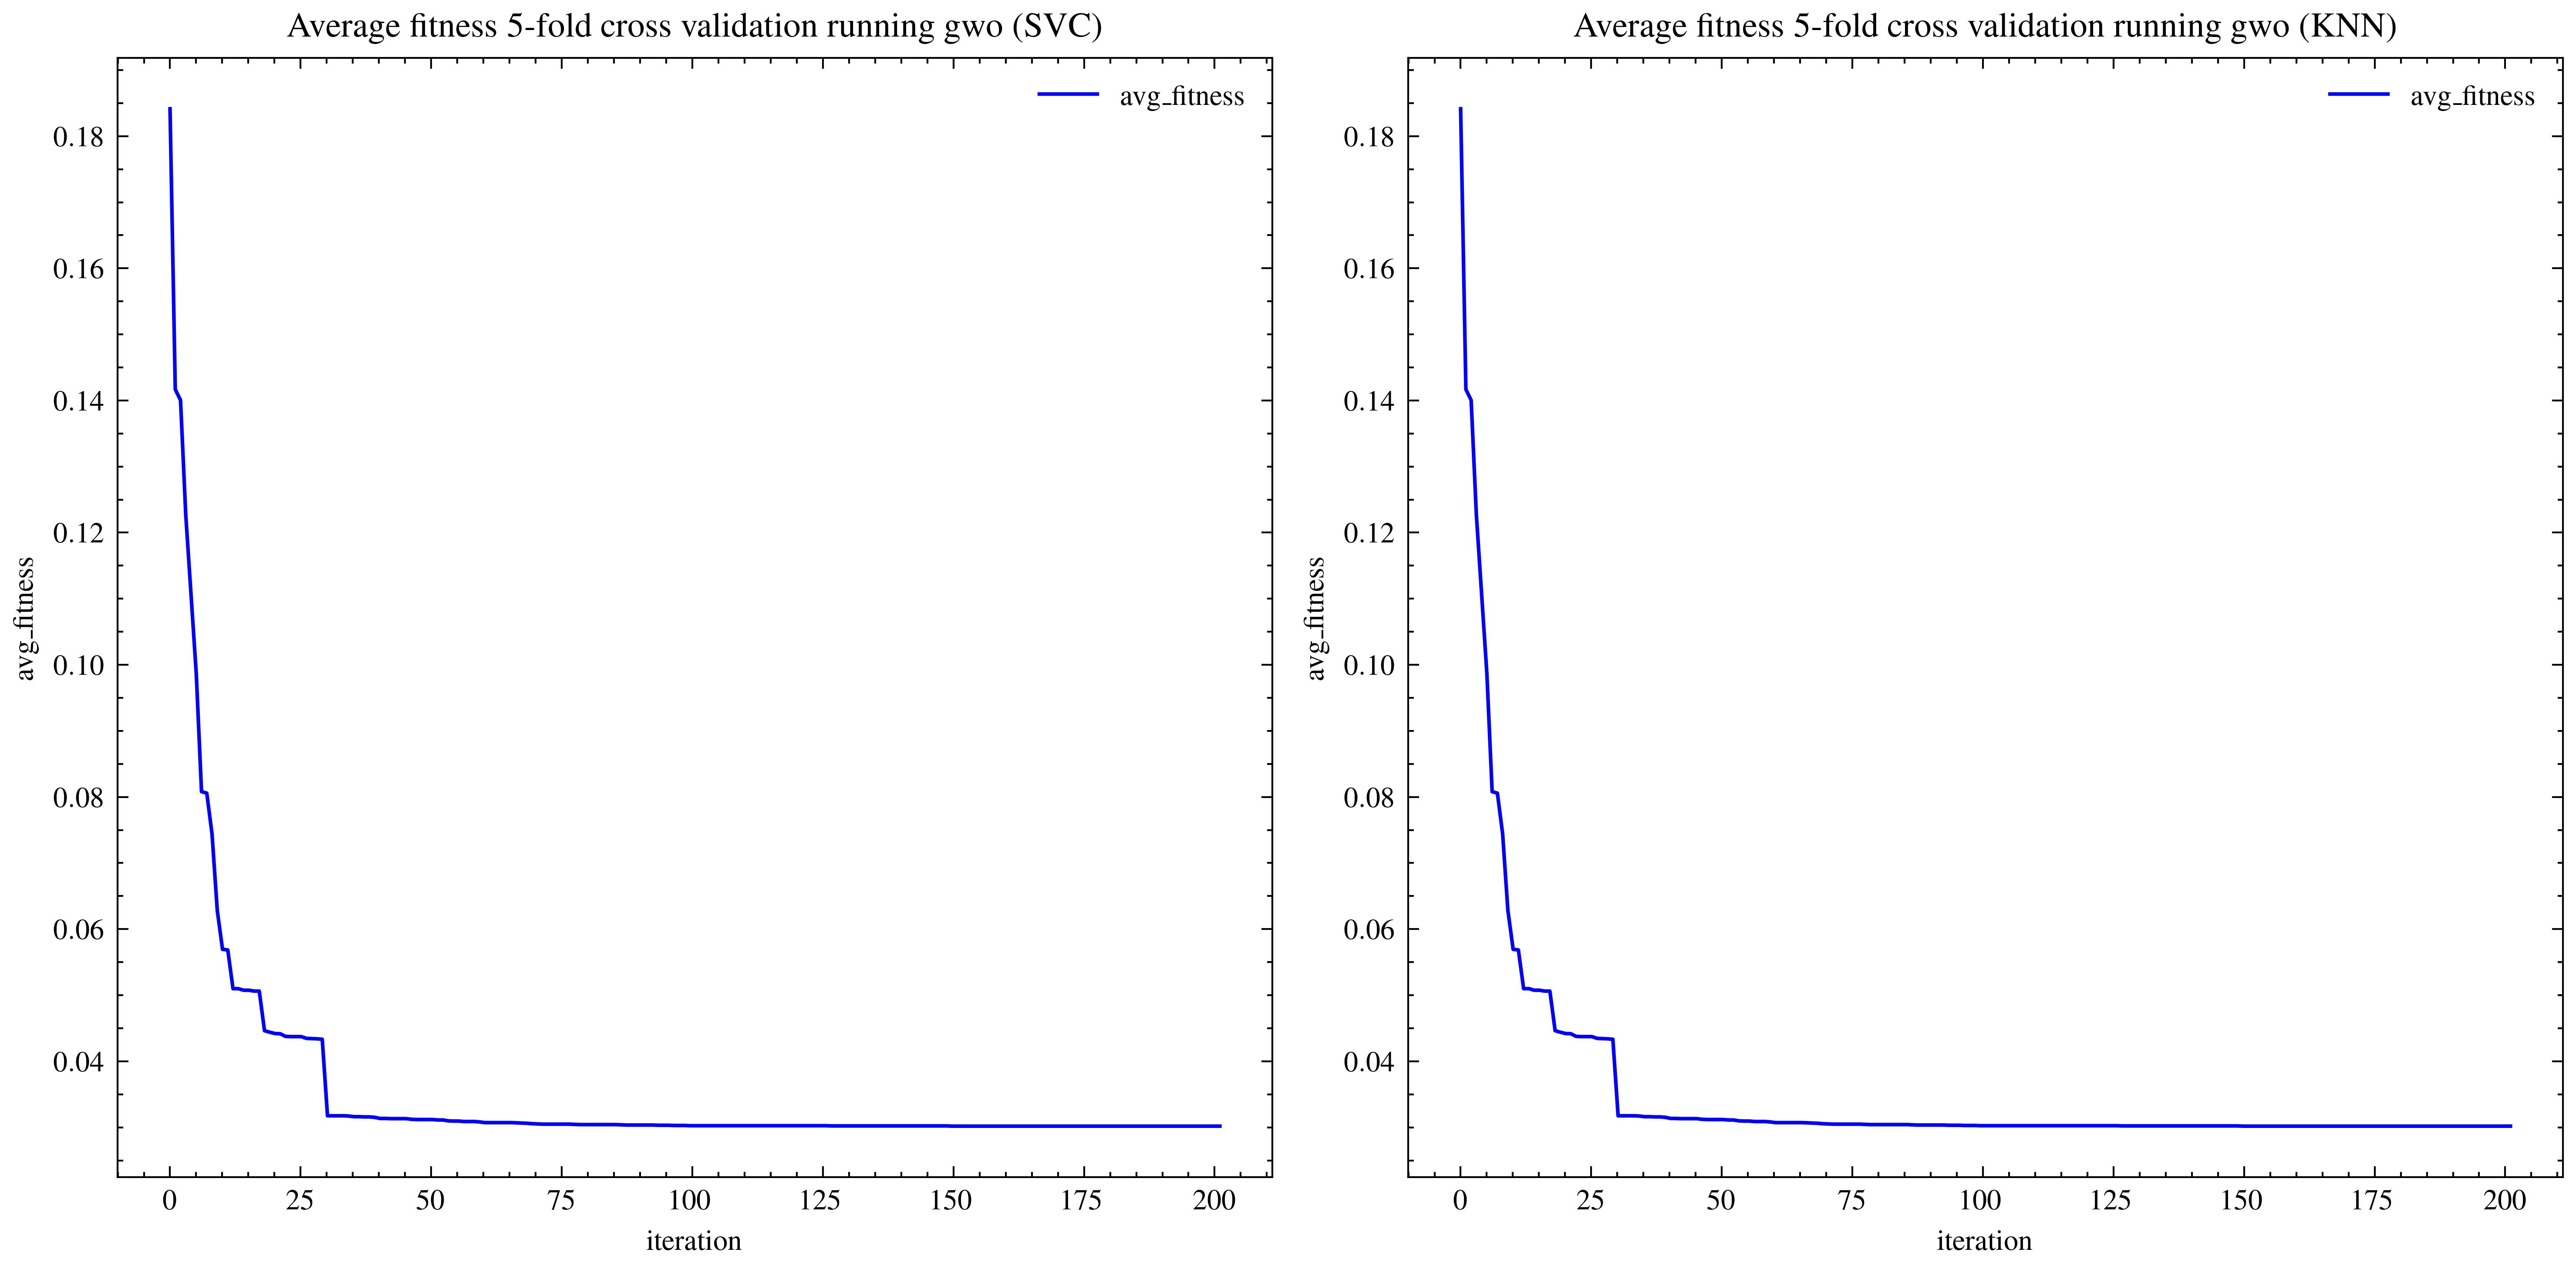 Average fitness 5-fold cross validation running gwo (SVC)
avg_fitness
0.18
0.16
0.14
0.12
0.10
0.08
0.06
0.04
avg_fitness
0 25 50 75 100 125 150 175 200
iteration
Average fitness 5-fold cross validation running gwo (KNN)
avg_fitness
0.18
0.16
0.14
0.12
0.10
0.08
0.06
0.04
avg_fitness
0 25 50 75 100 125 150 175 200
iteration